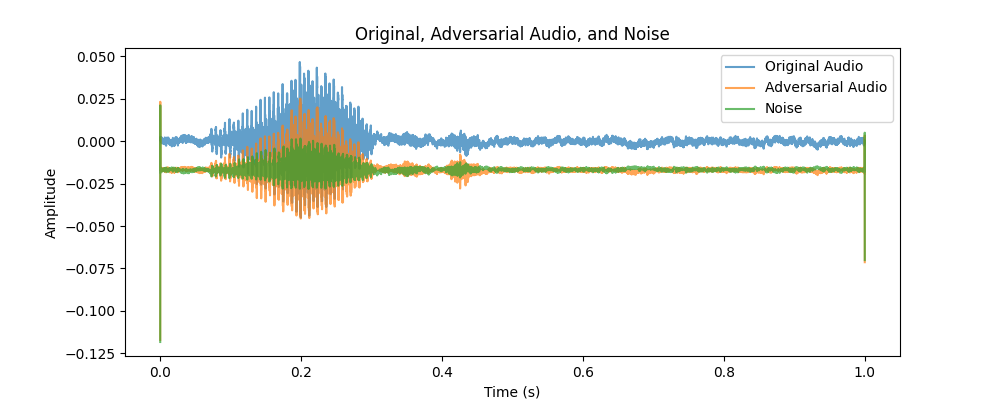 Original, Adversarial Audio, and Noise
Original Audio
Adversarial Audio
Noise
Amplitude
0.050
0.025
0.000
−0.025
−0.050
−0.075
−0.100
−0.125
0.0 0.2 0.4 0.6 0.8 1.0
Time (s)